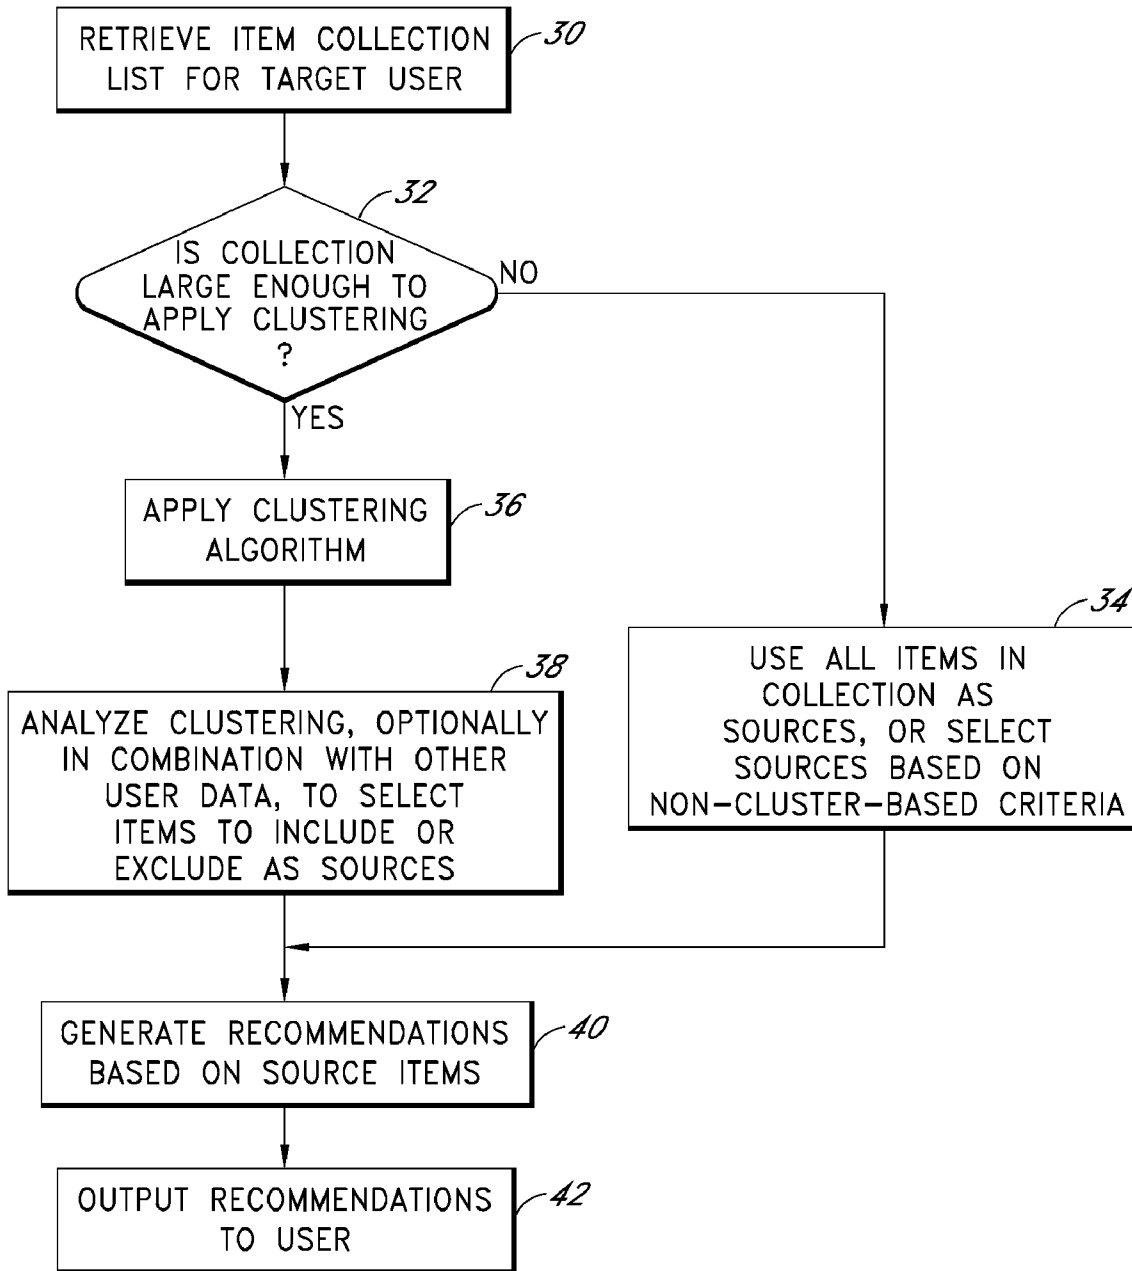 RETRIEVE ITEM COLLECTION
LIST FOR TARGET USER
30
32
IS COLLECTION
LARGE ENOUGH TO
APPLY CLUSTERING
?
NO
YES
APPLY CLUSTERING
ALGORITHM
36
34
USE ALL ITEMS IN
COLLECTION AS
SOURCES, OR SELECT
SOURCES BASED ON
NON-CLUSTER-BASED CRITERIA
38
ANALYZE CLUSTERING, OPTIONALLY
IN COMBINATION WITH OTHER
USER DATA, TO SELECT
ITEMS TO INCLUDE OR
EXCLUDE AS SOURCES
GENERATE RECOMMENDATIONS
BASED ON SOURCE ITEMS
40
OUTPUT RECOMMENDATIONS
TO USER
42